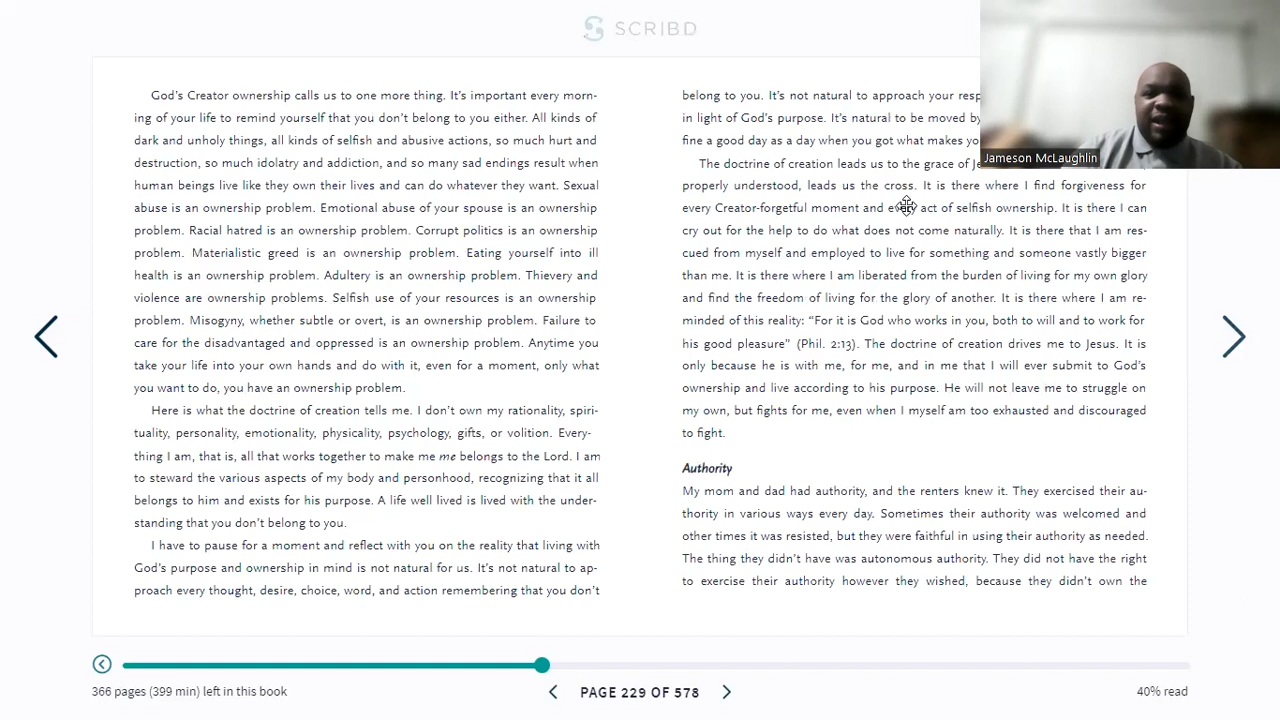 SCRIBD
God's Creator ownership calls us to one more thing. It's important every morn-
ing of your life to remind yourself that you don't belong to you either. All kinds of
dark and unholy things, all kinds of selfish and abusive actions, so much hurt and
destruction, so much idolatry and addiction, and so many sad endings result when
human beings live like they own their lives and can do whatever they want. Sexual
abuse is an ownership problem. Emotional abuse of your spouse is an ownership
problem. Racial hatred is an ownership problem. Corrupt politics is an ownership
problem. Materialistic greed is an ownership problem. Eating yourself into ill
health is an ownership problem. Adultery is an ownership problem. Thievery and
violence are ownership problems. Selfish use of your resources is an ownership
problem. Misogyny, whether subtle or overt, is an ownership problem. Failure to
care for the disadvantaged and oppressed is an ownership problem. Anytime you
take your life into your own hands and do with it, even for a moment, only what
you want to do, you have an ownership problem.
Here is what the doctrine of creation tells me. I don't own my rationality, spiri-
tuality, personality, emotionality, physicality, psychology, gifts, or volition. Every-
thing I am, that is, all that works together to make me me belongs to the Lord. I am
to steward the various aspects of my body and personhood, recognizing that it all
belongs to him and exists for his purpose. A life well lived is lived with the under-
standing that you don't belong to you.
I have to pause for a moment and reflect with you on the reality that living with
God's purpose and ownership in mind is not natural for us. It's not natural to ap-
proach every thought, desire, choice, word, and action remembering that you don't
belong to you. It's not natural to approach your
in light of God's purpose. It's natural to be moved by
fine a good day as a day when you got what makes
The doctrine of creation leads us to the grace of
properly understood, leads us the cross. It is there where I find forgiveness for
every Creator-forgetful moment and every act of selfish ownership. It is there I can
cry out for the help to do what does not come naturally. It is there that I am res-
cued from myself and employed to live for something and someone vastly bigger
than me. It is there where I am liberated from the burden of living for my own glory
and find the freedom of living for the glory of another. It is there where I am re-
minded of this reality: “For it is God who works in you, both to will and to work for
his good pleasure” (Phil. 2:13). The doctrine of creation drives me to Jesus. It is
only because he is with me, for me, and in me that I will ever submit to God's
ownership and live according to his purpose. He will not leave me to struggle on
my own, but fights for me, even when I myself am too exhausted and discouraged
to fight.
Authority
My mom and dad had authority, and the renters knew it. They exercised their au-
thority in various ways every day. Sometimes their authority was welcomed and
other times it was resisted, but they were faithful in using their authority as needed.
The thing they didn't have was autonomous authority. They did not have the right
to exercise their authority however they wished, because they didn't own the
Jameson McLaughlin
366 pages (399 min) left in this book
PAGE 229 OF 578
40% read